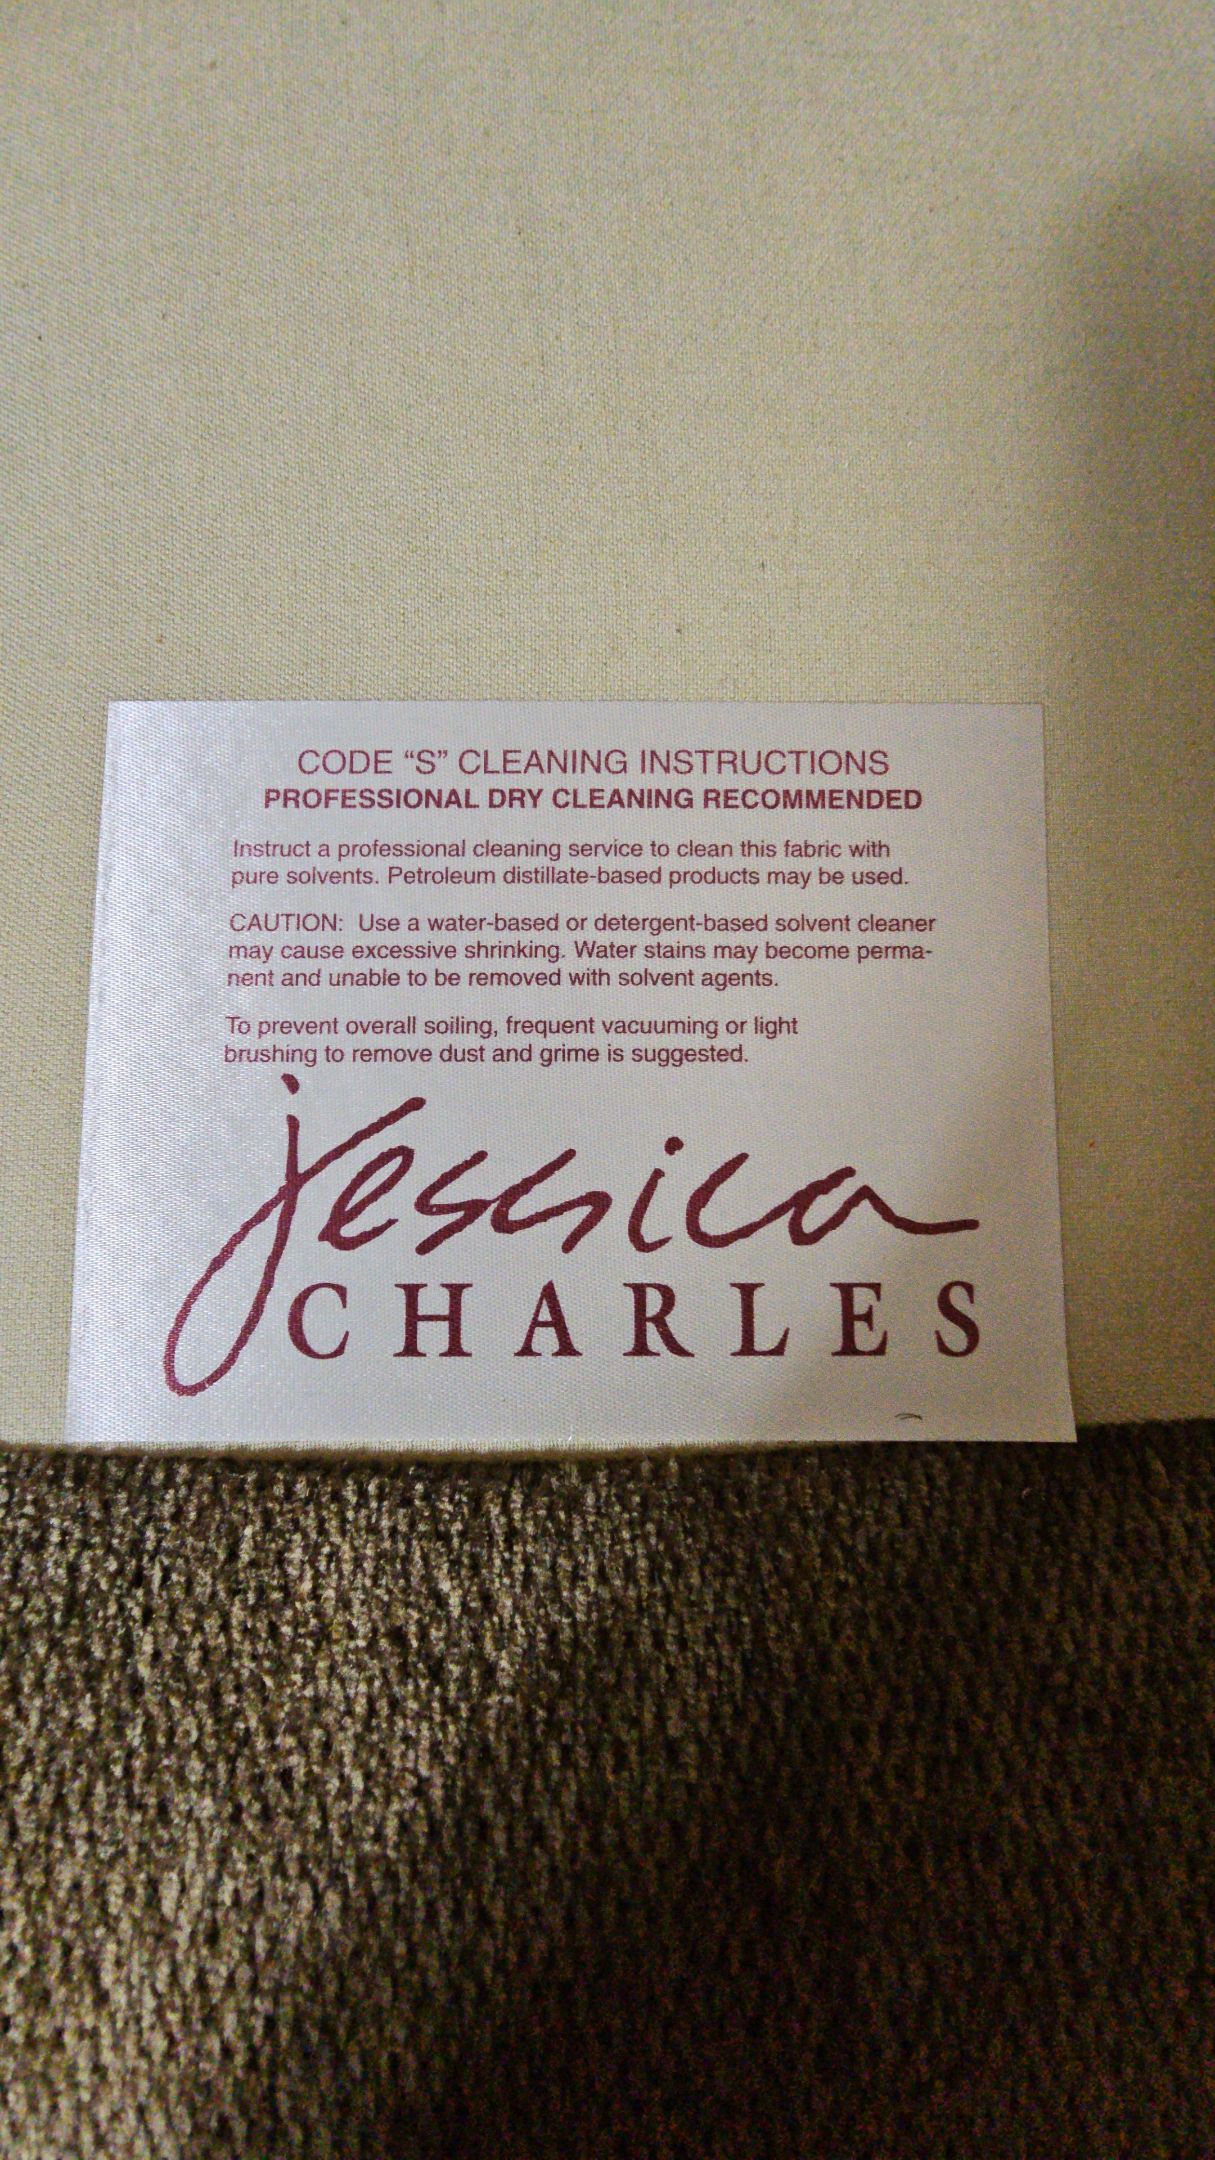 CODE “S” CLEANING INSTRUCTIONS
PROFESSIONAL DRY CLEANING RECOMMENDED
Instruct a professional cleaning service to clean this fabric with
pure solvents. Petroleum distillate-based products may be used.
CAUTION: Use a water-based or detergent-based solvent cleaner
may cause excessive shrinking. Water stains may become perma-
nent and unable to be removed with solvent agents.
To prevent overall soiling, frequent vacuuming or light
brushing to remove dust and grime is suggested.
jessica
CHARLES